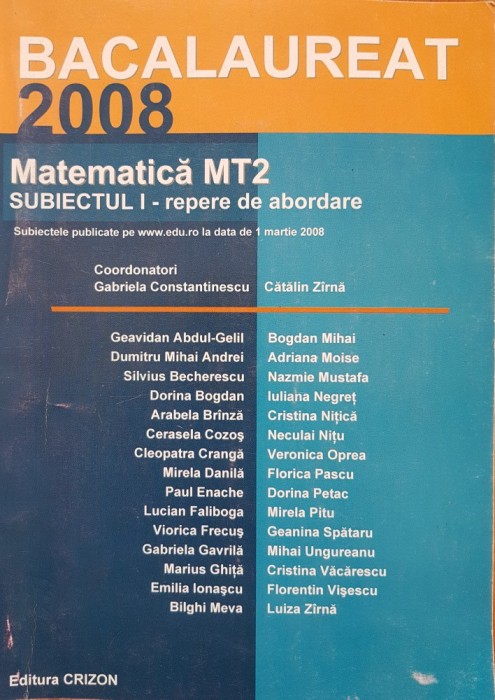 BACALAUREAT
2008
Matematică MT2
SUBIECTUL I - repere de abordare
Subiectele publicate pe www.edu.ro la data de 1 martie 2008
Coordonatori
Gabriela Constantinescu Cătălin Zîrnă
Geavidan Abdul-Gelil Bogdan Mihai
Dumitru Mihai Andrei Adriana Moise
Silvius Becherescu Nazmie Mustafa
Dorina Bogdan Iuliana Negreț
Arabela Brînză Cristina Nițică
Cerasela Cozoș Neculai Nițu
Cleopatra Crangă Veronica Oprea
Mirela Danilă Florica Pascu
Paul Enache Dorina Petac
Lucian Faliboga Mirela Pitu
Viorica Frecuș Geanina Spătaru
Gabriela Gavrilă Mihai Ungureanu
Marius Ghiță Cristina Văcărescu
Emilia Ionașcu Florentin Vișescu
Bilghi Meva Luiza Zîrnă
Editura CRIZON